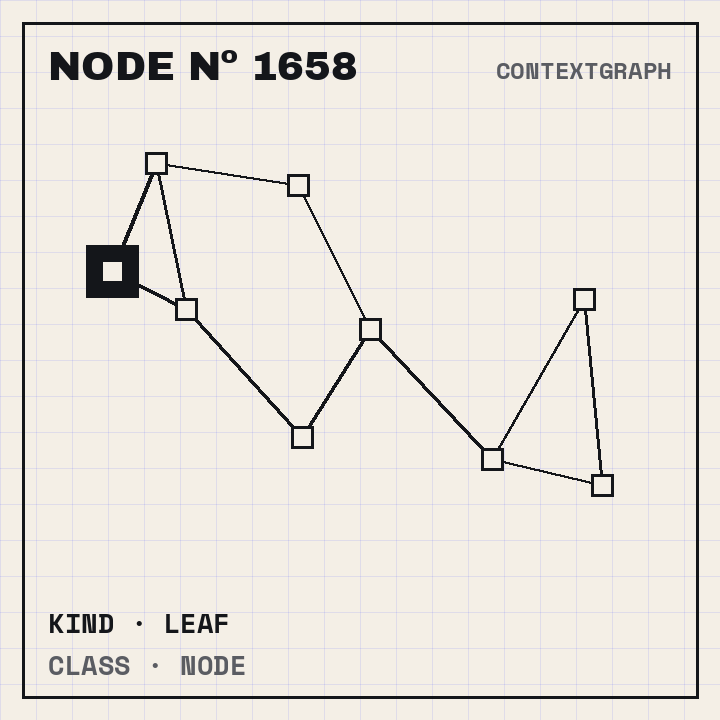 NODE Nº 1658
CONTEXTGRAPH
KIND · LEAF
CLASS · NODE